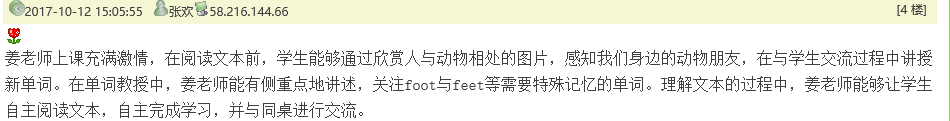 2017-10-12 15:05:55 张欢 58.216.144.66 [4 楼]
姜老师上课充满激情，在阅读文本前，学生能够通过欣赏人与动物相处的图片，感知我们身边的动物朋友，在与学生交流过程中讲授
新单词。在单词教授中，姜老师能有侧重点地讲述，关注foot与feet等需要特殊记忆的单词。理解文本的过程中，姜老师能够让学生
自主阅读文本，自主完成学习，并与同桌进行交流。